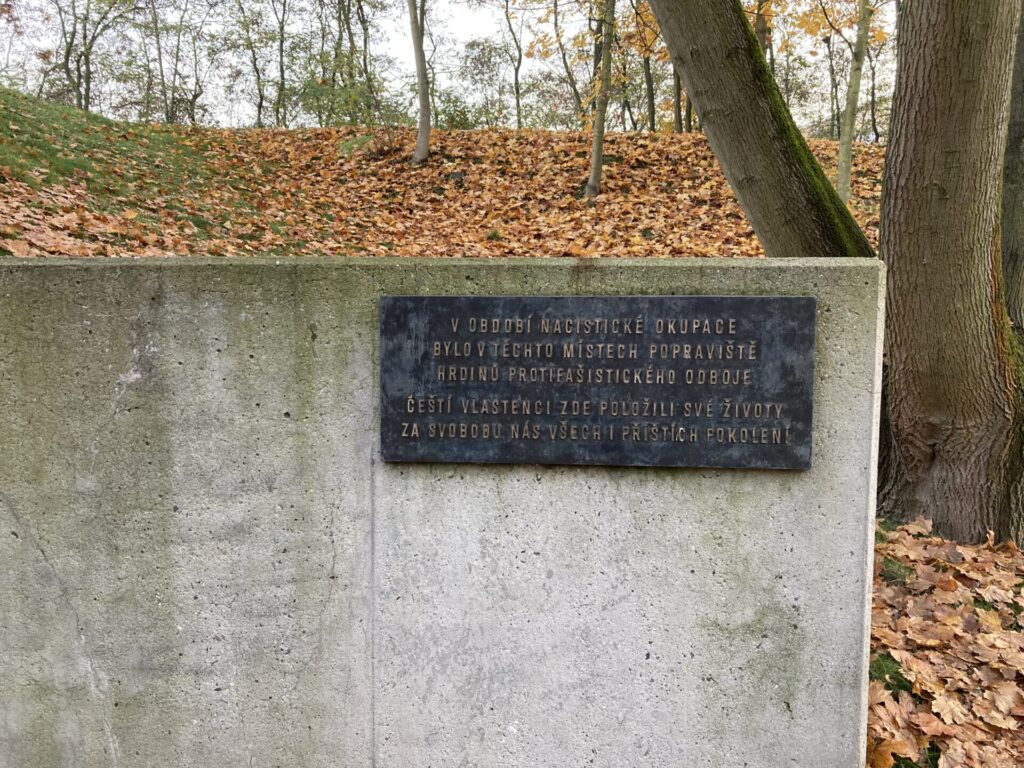 V OBDOBÍ NACISTICKÉ OKUPACE
BYLO V TĚCHTO MÍSTECH POPRAVIŠTĚ
HRDINŮ PROTIFAŠISTICKÉHO ODBOJE
ČEŠTÍ VLASTENCI ZDE POLOŽILI SVÉ ŽIVOTY
ZA SVOBODU NÁS VŠECH I PŘÍŠTÍCH POKOLENÍ